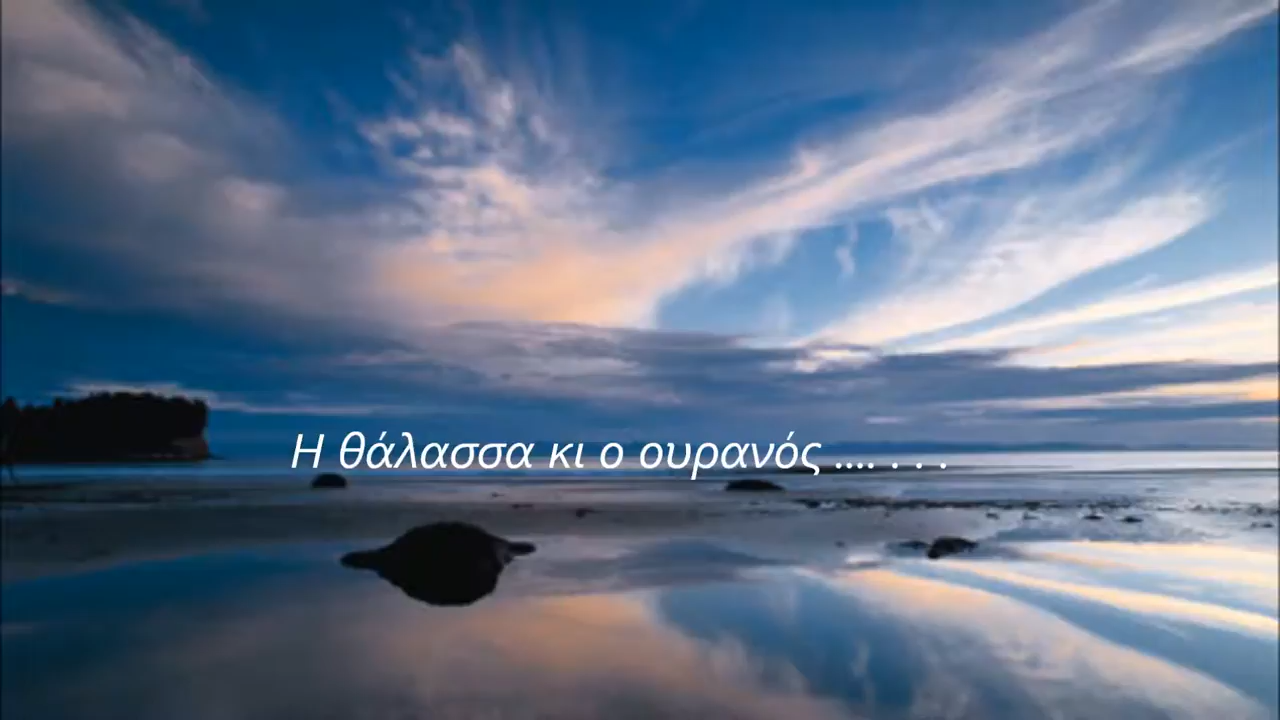 Η θάλασσα κι ο ουρανός .... . . .